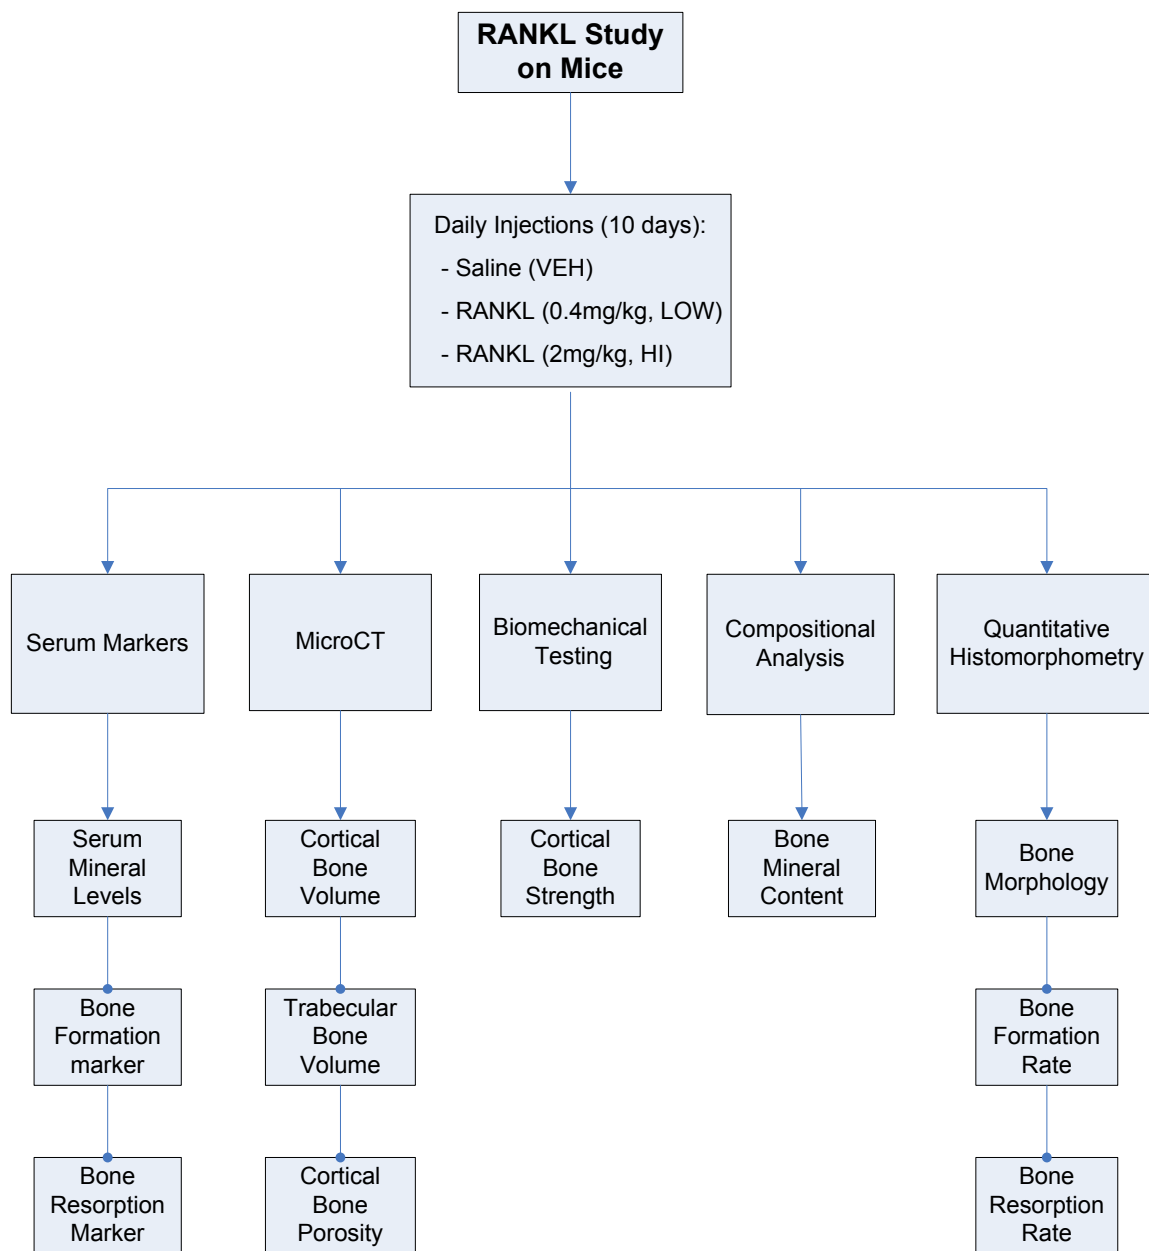 RANKL Study
on Mice
Daily Injections (10 days):
- Saline (VEH)
- RANKL (0.4mg/kg, LOW)
- RANKL (2mg/kg, HI)
Serum Markers
MicroCT
Biomechanical
Testing
Compositional
Analysis
Quantitative
Histomorphometry
Serum
Mineral
Levels
Cortical
Bone
Volume
Cortical
Bone
Strength
Bone
Mineral
Content
Bone
Morphology
Bone
Formation
marker
Trabecular
Bone
Volume
Bone
Formation
Rate
Bone
Resorption
Marker
Cortical
Bone
Porosity
Bone
Resorption
Rate